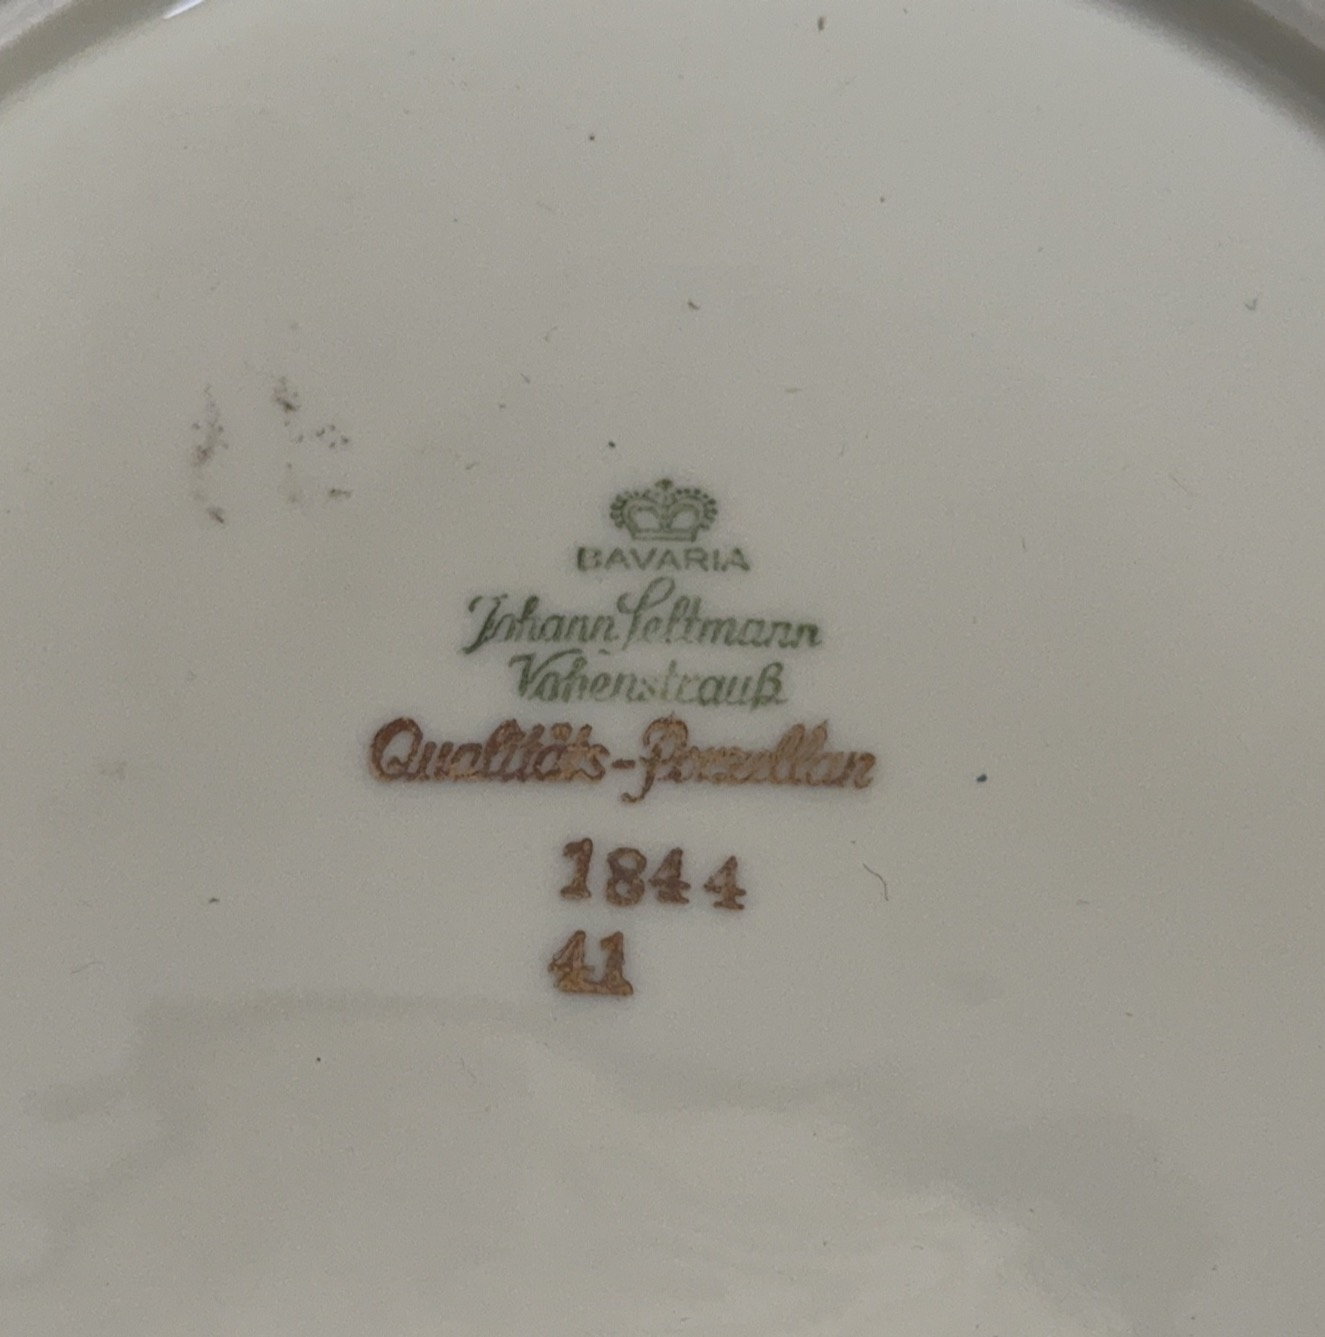 BAVARIA
Johann Seltmann
Vohenstrauß
Qualitäts-Porzellan
1844
41